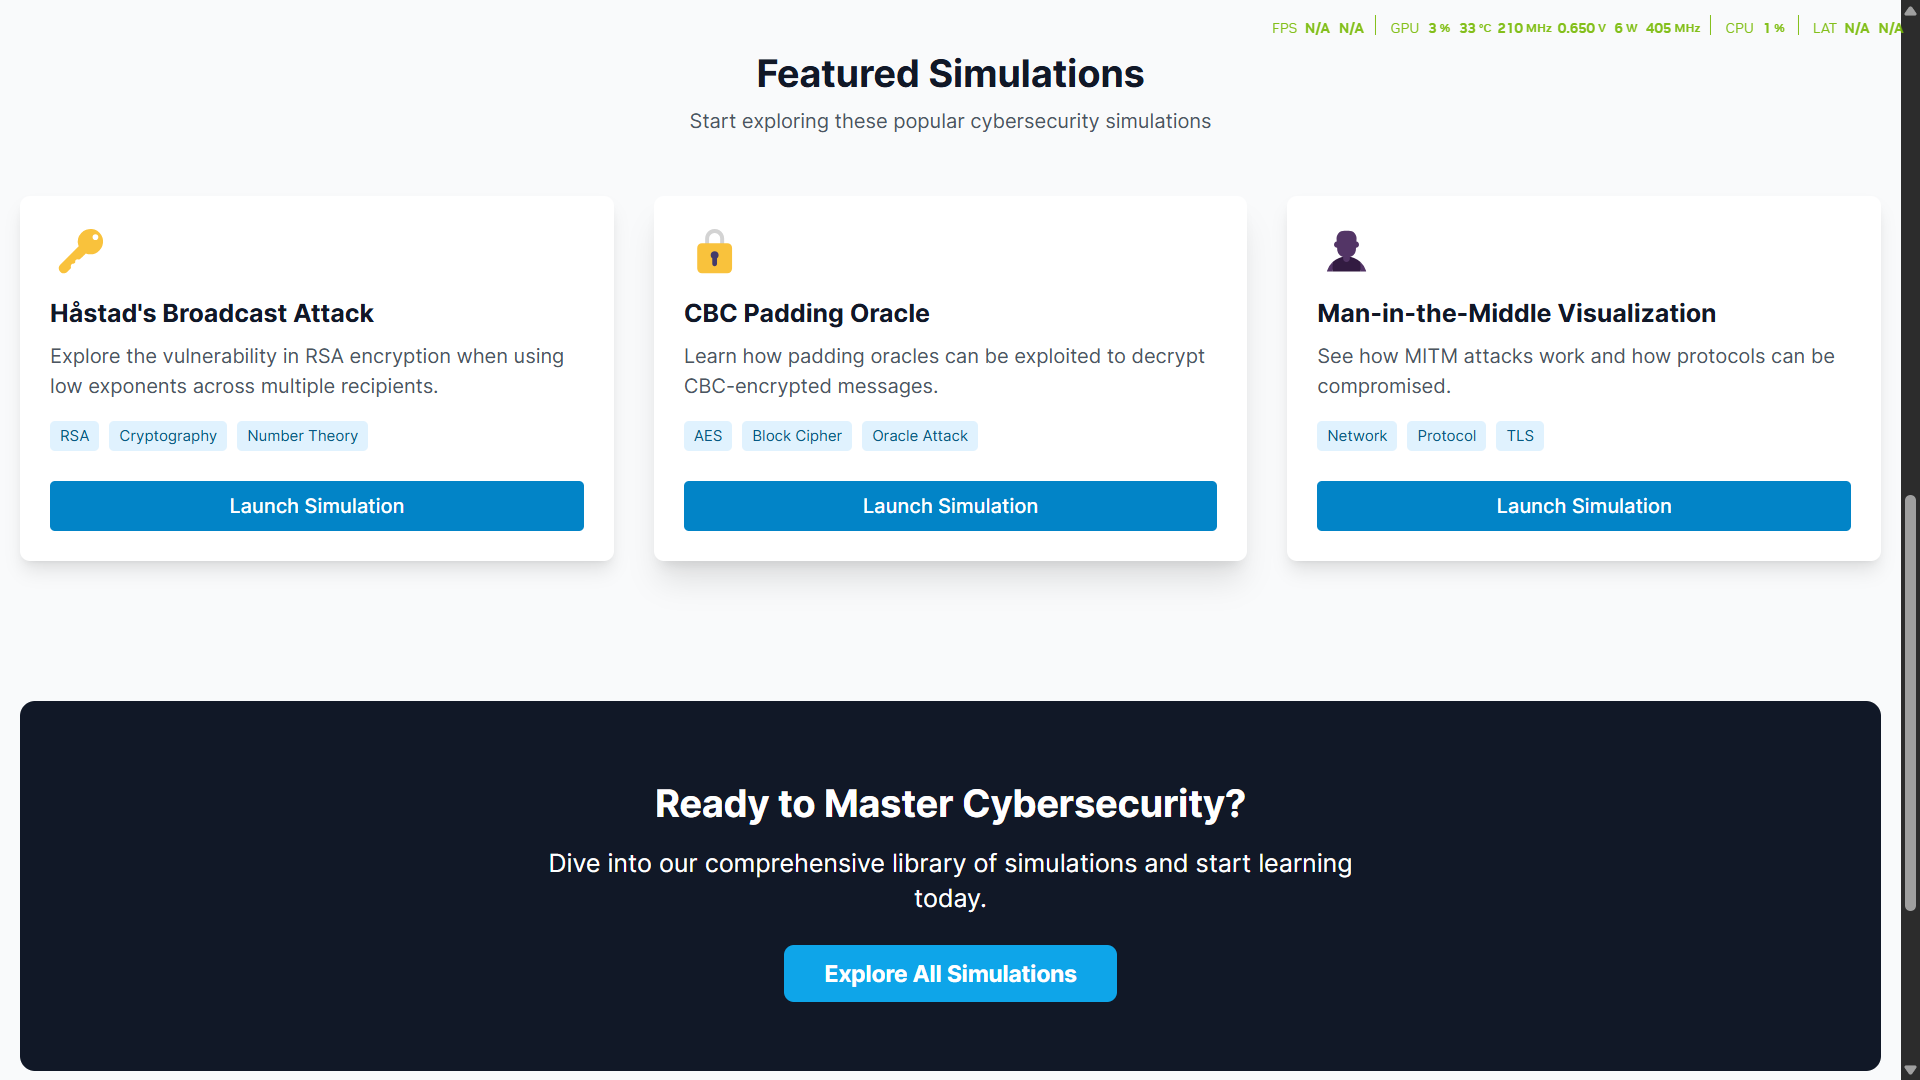 FPS N/A N/A GPU 3 % 33 °C 210 MHz 0.650 V 6 W 405 MHz CPU 1 % LAT N/A N/A
Featured Simulations
Start exploring these popular cybersecurity simulations
Håstad's Broadcast Attack
Explore the vulnerability in RSA encryption when using
low exponents across multiple recipients.
RSA Cryptography Number Theory
Launch Simulation
CBC Padding Oracle
Learn how padding oracles can be exploited to decrypt
CBC-encrypted messages.
AES Block Cipher Oracle Attack
Launch Simulation
Man-in-the-Middle Visualization
See how MITM attacks work and how protocols can be
compromised.
Network Protocol TLS
Launch Simulation
Ready to Master Cybersecurity?
Dive into our comprehensive library of simulations and start learning
today.
Explore All Simulations